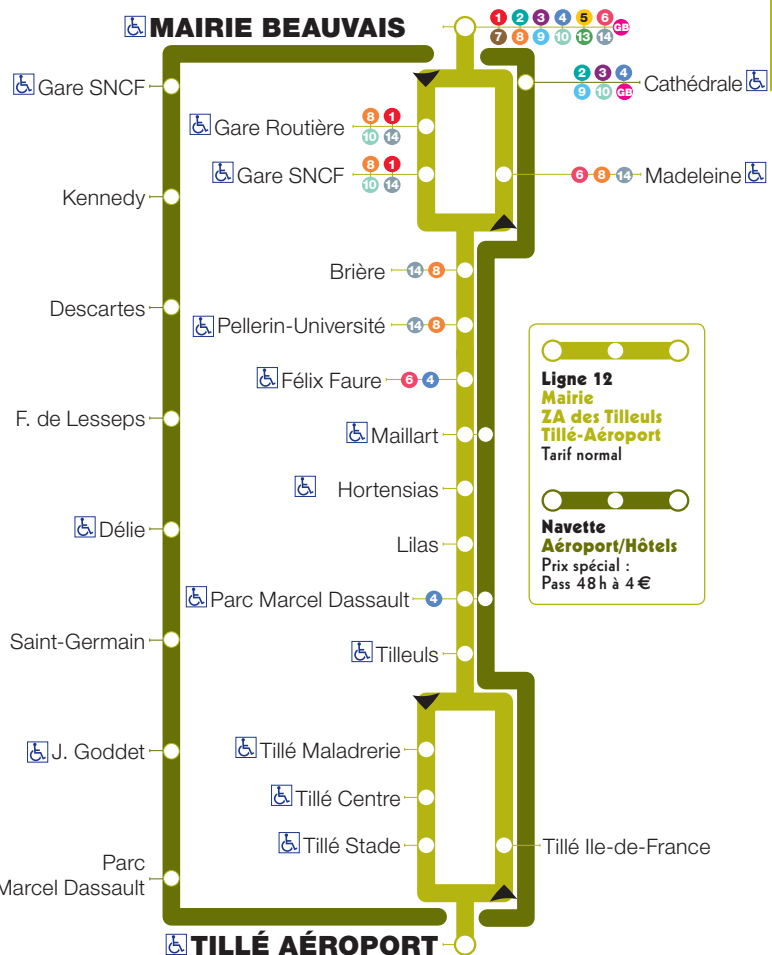 MAIRIE BEAUVAIS
1 2 3 4 5 6 GB
7 8 9 10 13 14
Gare SNCF
2 3 4
9 10 GB
Cathédrale
Gare Routière
8 1
10 14
Gare SNCF
8 1
10 14
6 8 14
Madeleine
Kennedy
Brière
14 8
Descartes
Pellerin-Université
14 8
Félix Faure
6 4
F. de Lesseps
Maillart
Hortensias
Délie
Lilas
Parc Marcel Dassault
4
Saint-Germain
Tilleuls
J. Goddet
Tillé Maladrerie
Tillé Centre
Tillé Stade
Tillé Ile-de-France
Parc
Marcel Dassault
TILLÉ AÉROPORT
Ligne 12
Mairie
ZA des Tilleuls
Tillé-Aéroport
Tarif normal
Navette
Aéroport/Hôtels
Prix spécial :
Pass 48 h à 4 €